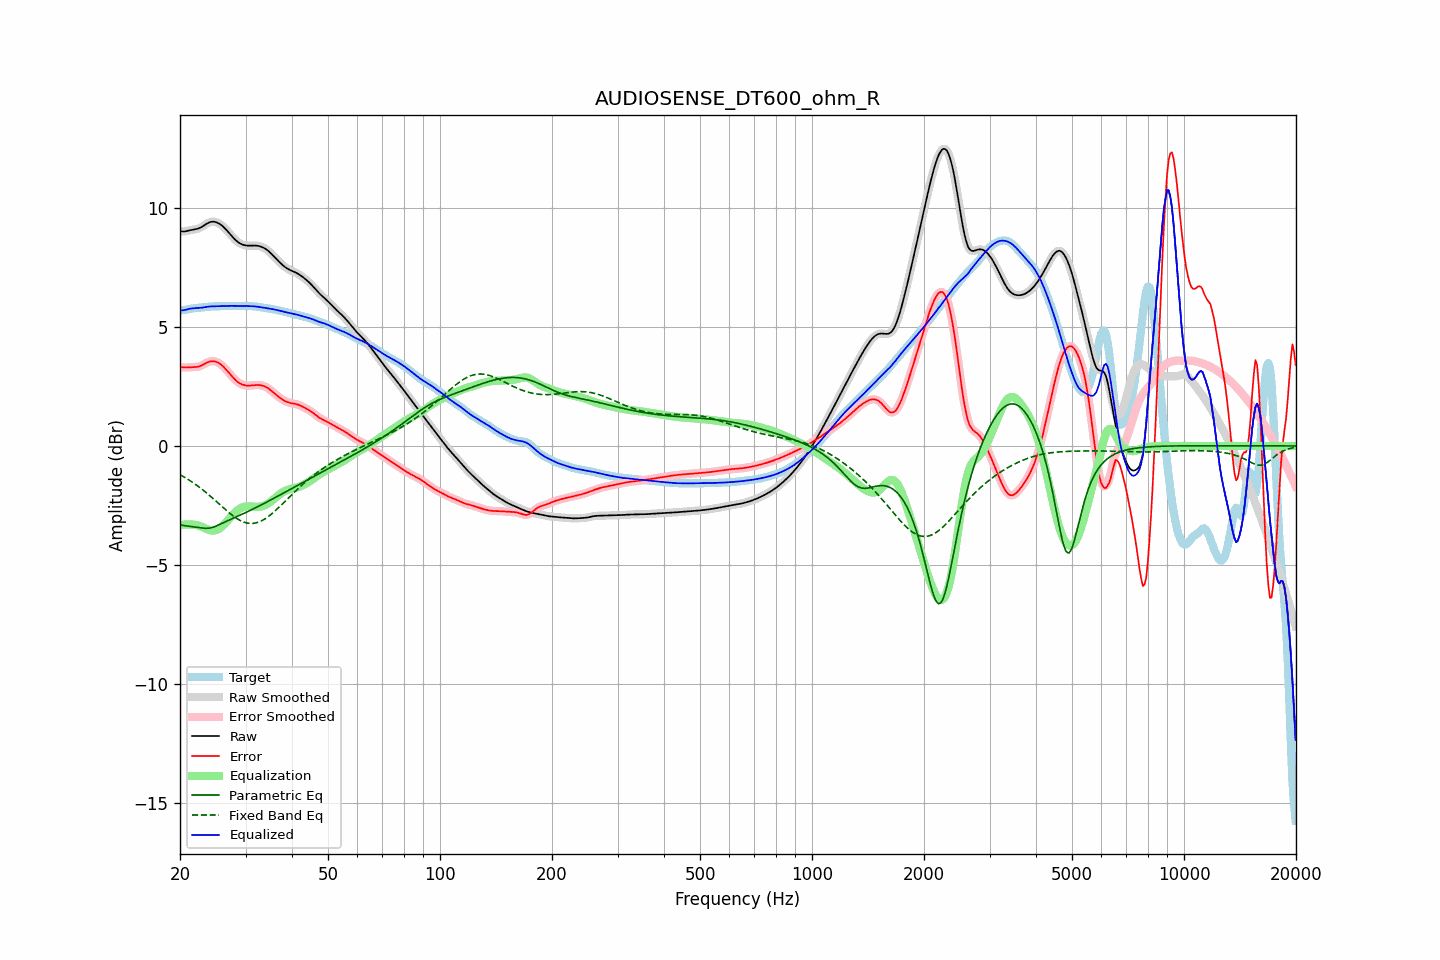 AUDIOSENSE_DT600_ohm_R
Amplitude (dBr)
10
5
0
−5
−10
−15
Target
Raw Smoothed
Error Smoothed
Raw
Error
Equalization
Parametric Eq
Fixed Band Eq
Equalized
20 50 100 200 500 1000 2000 5000 10000 20000
Frequency (Hz)